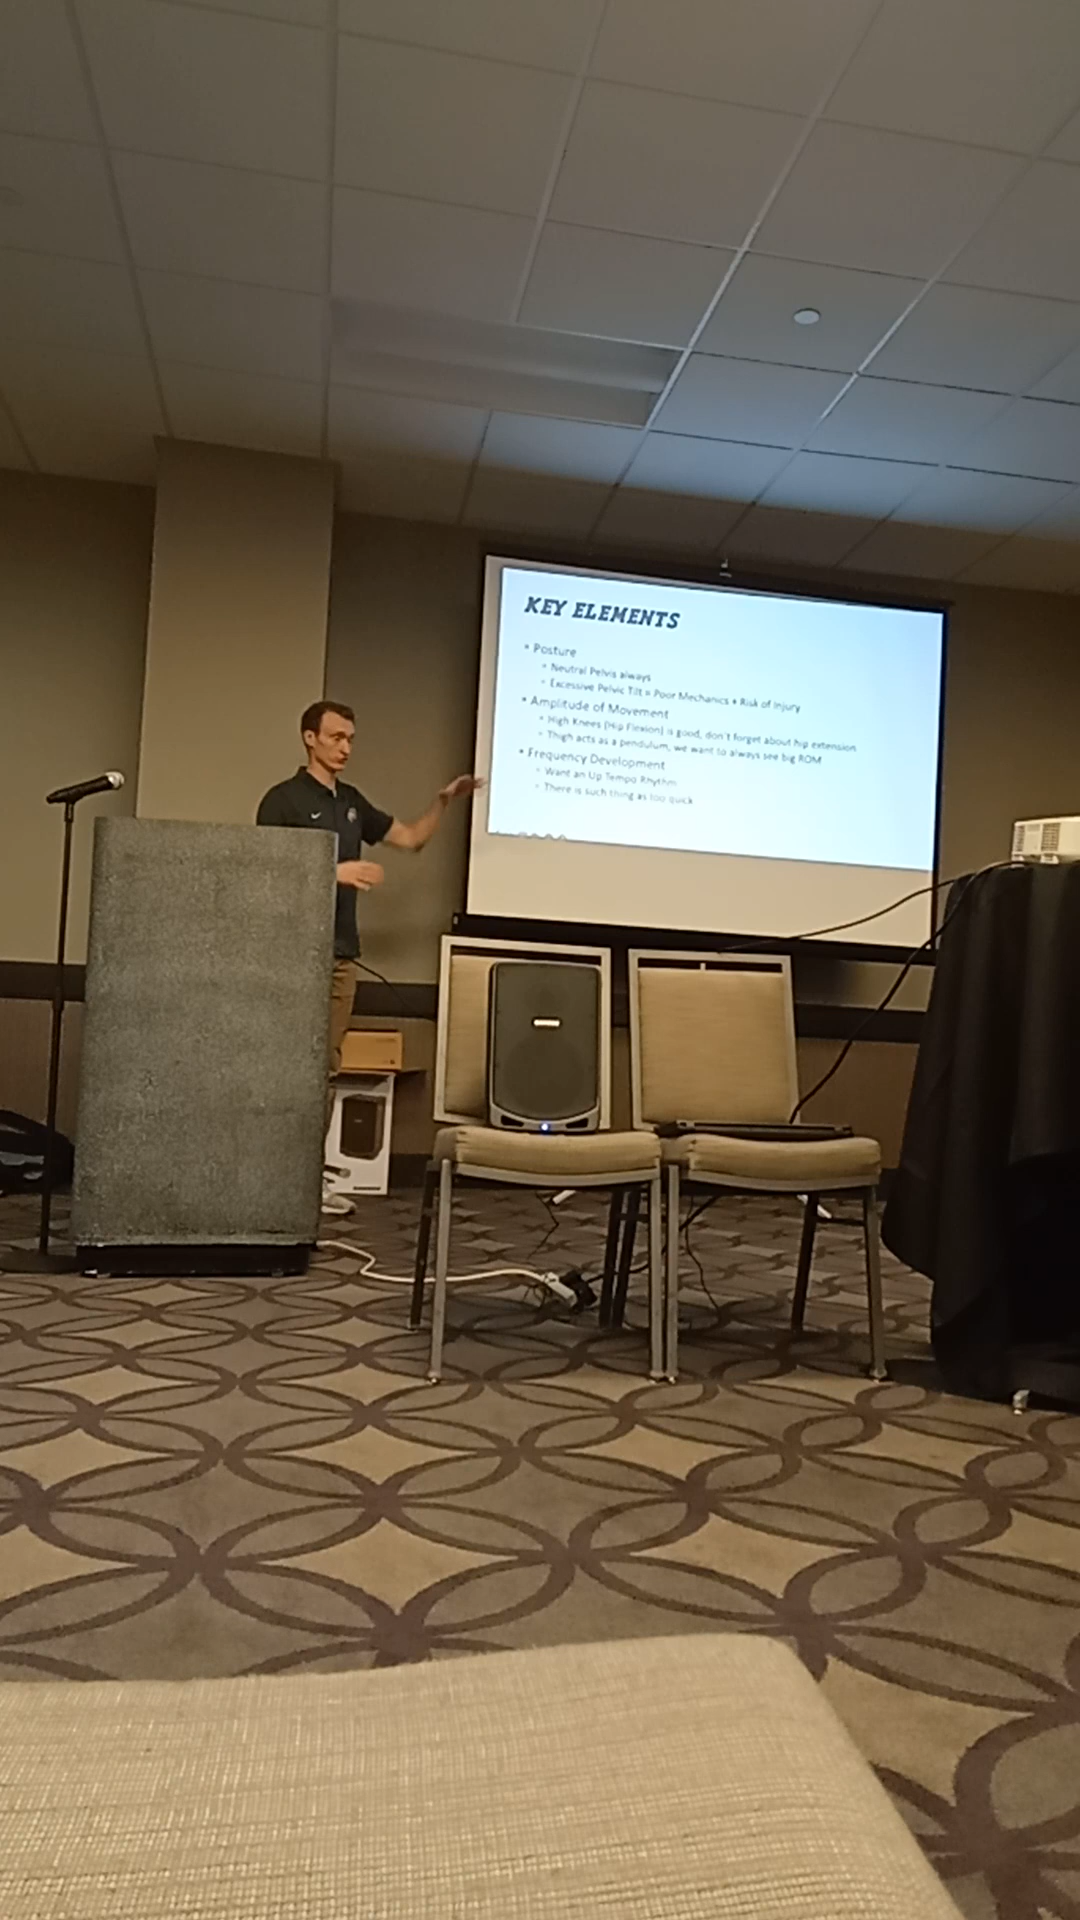 KEY ELEMENTS
Posture
Neutral Pelvis always
Excessive Pelvic Tilt = Poor Mechanics + Risk of Injury
Amplitude of Movement
High Knees (Hip Flexion) is good, don't forget about hip extension
Thigh acts as a pendulum, we want to always see big ROM
Frequency Development
Want an Up Tempo Rhythm
There is such thing as too quick